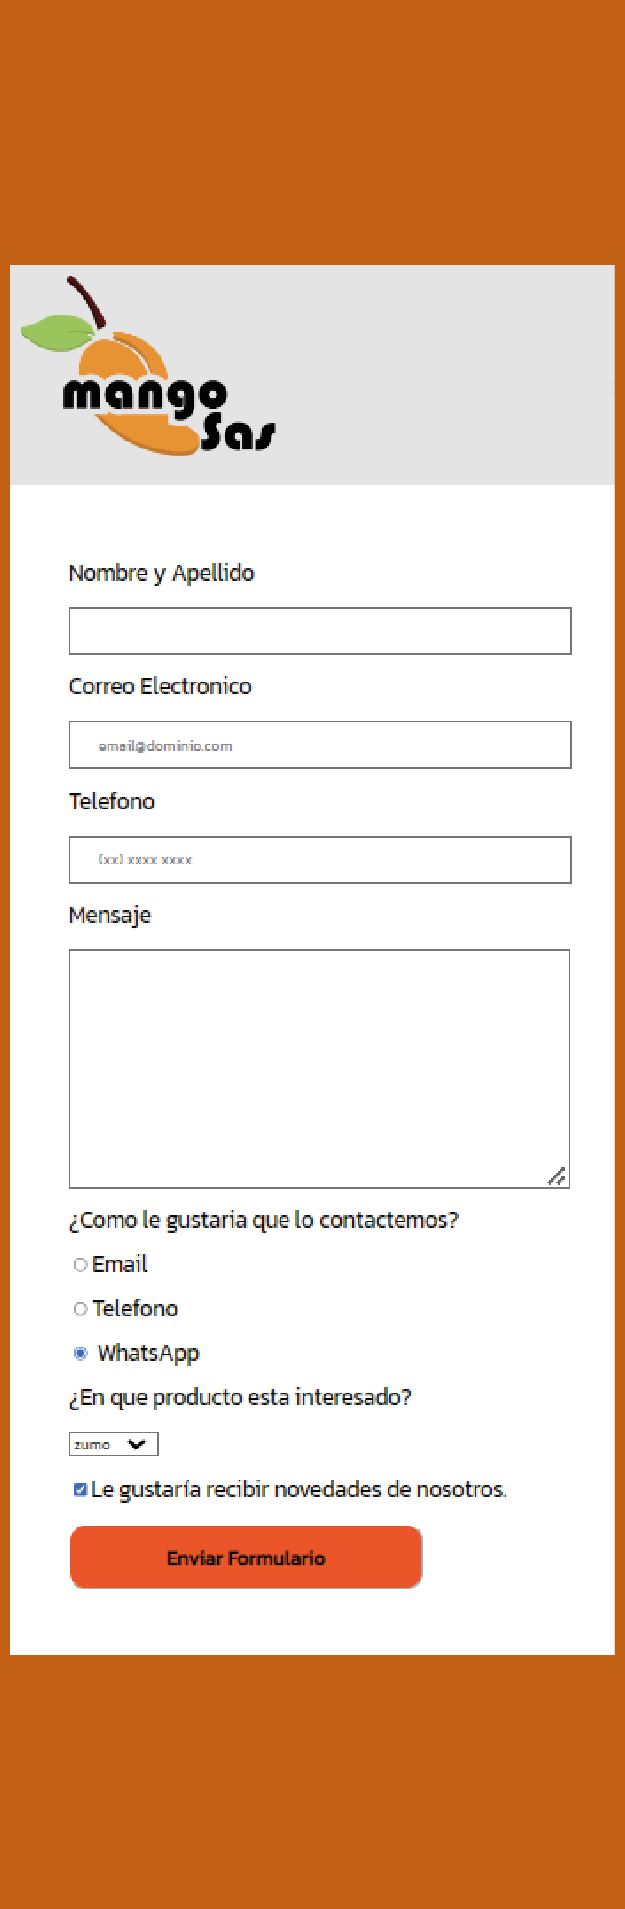 mango
Sas
Nombre y Apellido
Correo Electronico
email@dominio.com
Telefono
(xx) xxxx xxxx
Mensaje
¿Como le gustaria que lo contactemos?
Email
Telefono
WhatsApp
¿En que producto esta interesado?
zumo
Le gustaría recibir novedades de nosotros.
Enviar Formulario